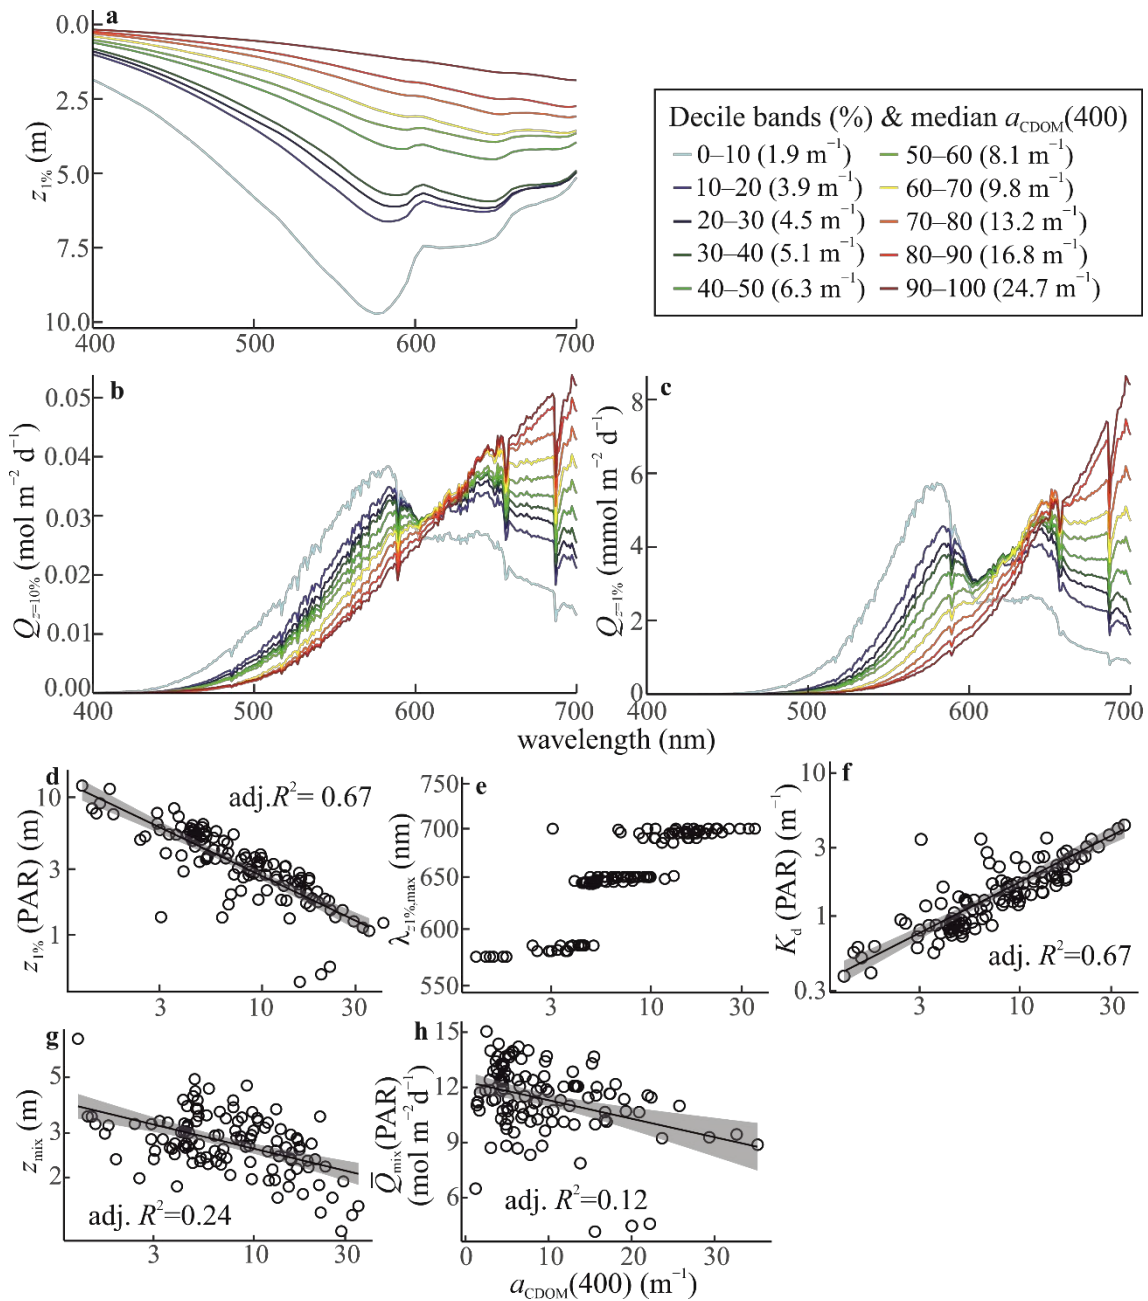 a
0.0
2.5
5.0
7.5
10.0
z1% (m)
400
500
600
700
Decile bands (%) & median aCDOM(400)
0–10 (1.9 m−1)
10–20 (3.9 m−1)
20–30 (4.5 m−1)
30–40 (5.1 m−1)
40–50 (6.3 m−1)
50–60 (8.1 m−1)
60–70 (9.8 m−1)
70–80 (13.2 m−1)
80–90 (16.8 m−1)
90–100 (24.7 m−1)
b
0.05
0.04
0.03
0.02
0.01
0.00
Qz=10% (mol m−2 d−1)
400
500
600
700
c
8
6
4
2
0
Qz=1% (mmol m−2 d−1)
400
500
600
700
wavelength (nm)
d
10
3
1
z1% (PAR) (m)
adj.R2= 0.67
3
10
30
e
750
700
650
600
550
λz1%,max (nm)
3
10
30
f
10
3
1
0.3
Kd (PAR) (m−1)
adj. R2=0.67
3
10
30
g
5
3
2
zmix (m)
adj. R2=0.24
3
10
30
h
15
12
9
6
Q̄mix(PAR)
(mol m−2 d−1)
adj. R2=0.12
0
10
20
30
aCDOM(400) (m−1)